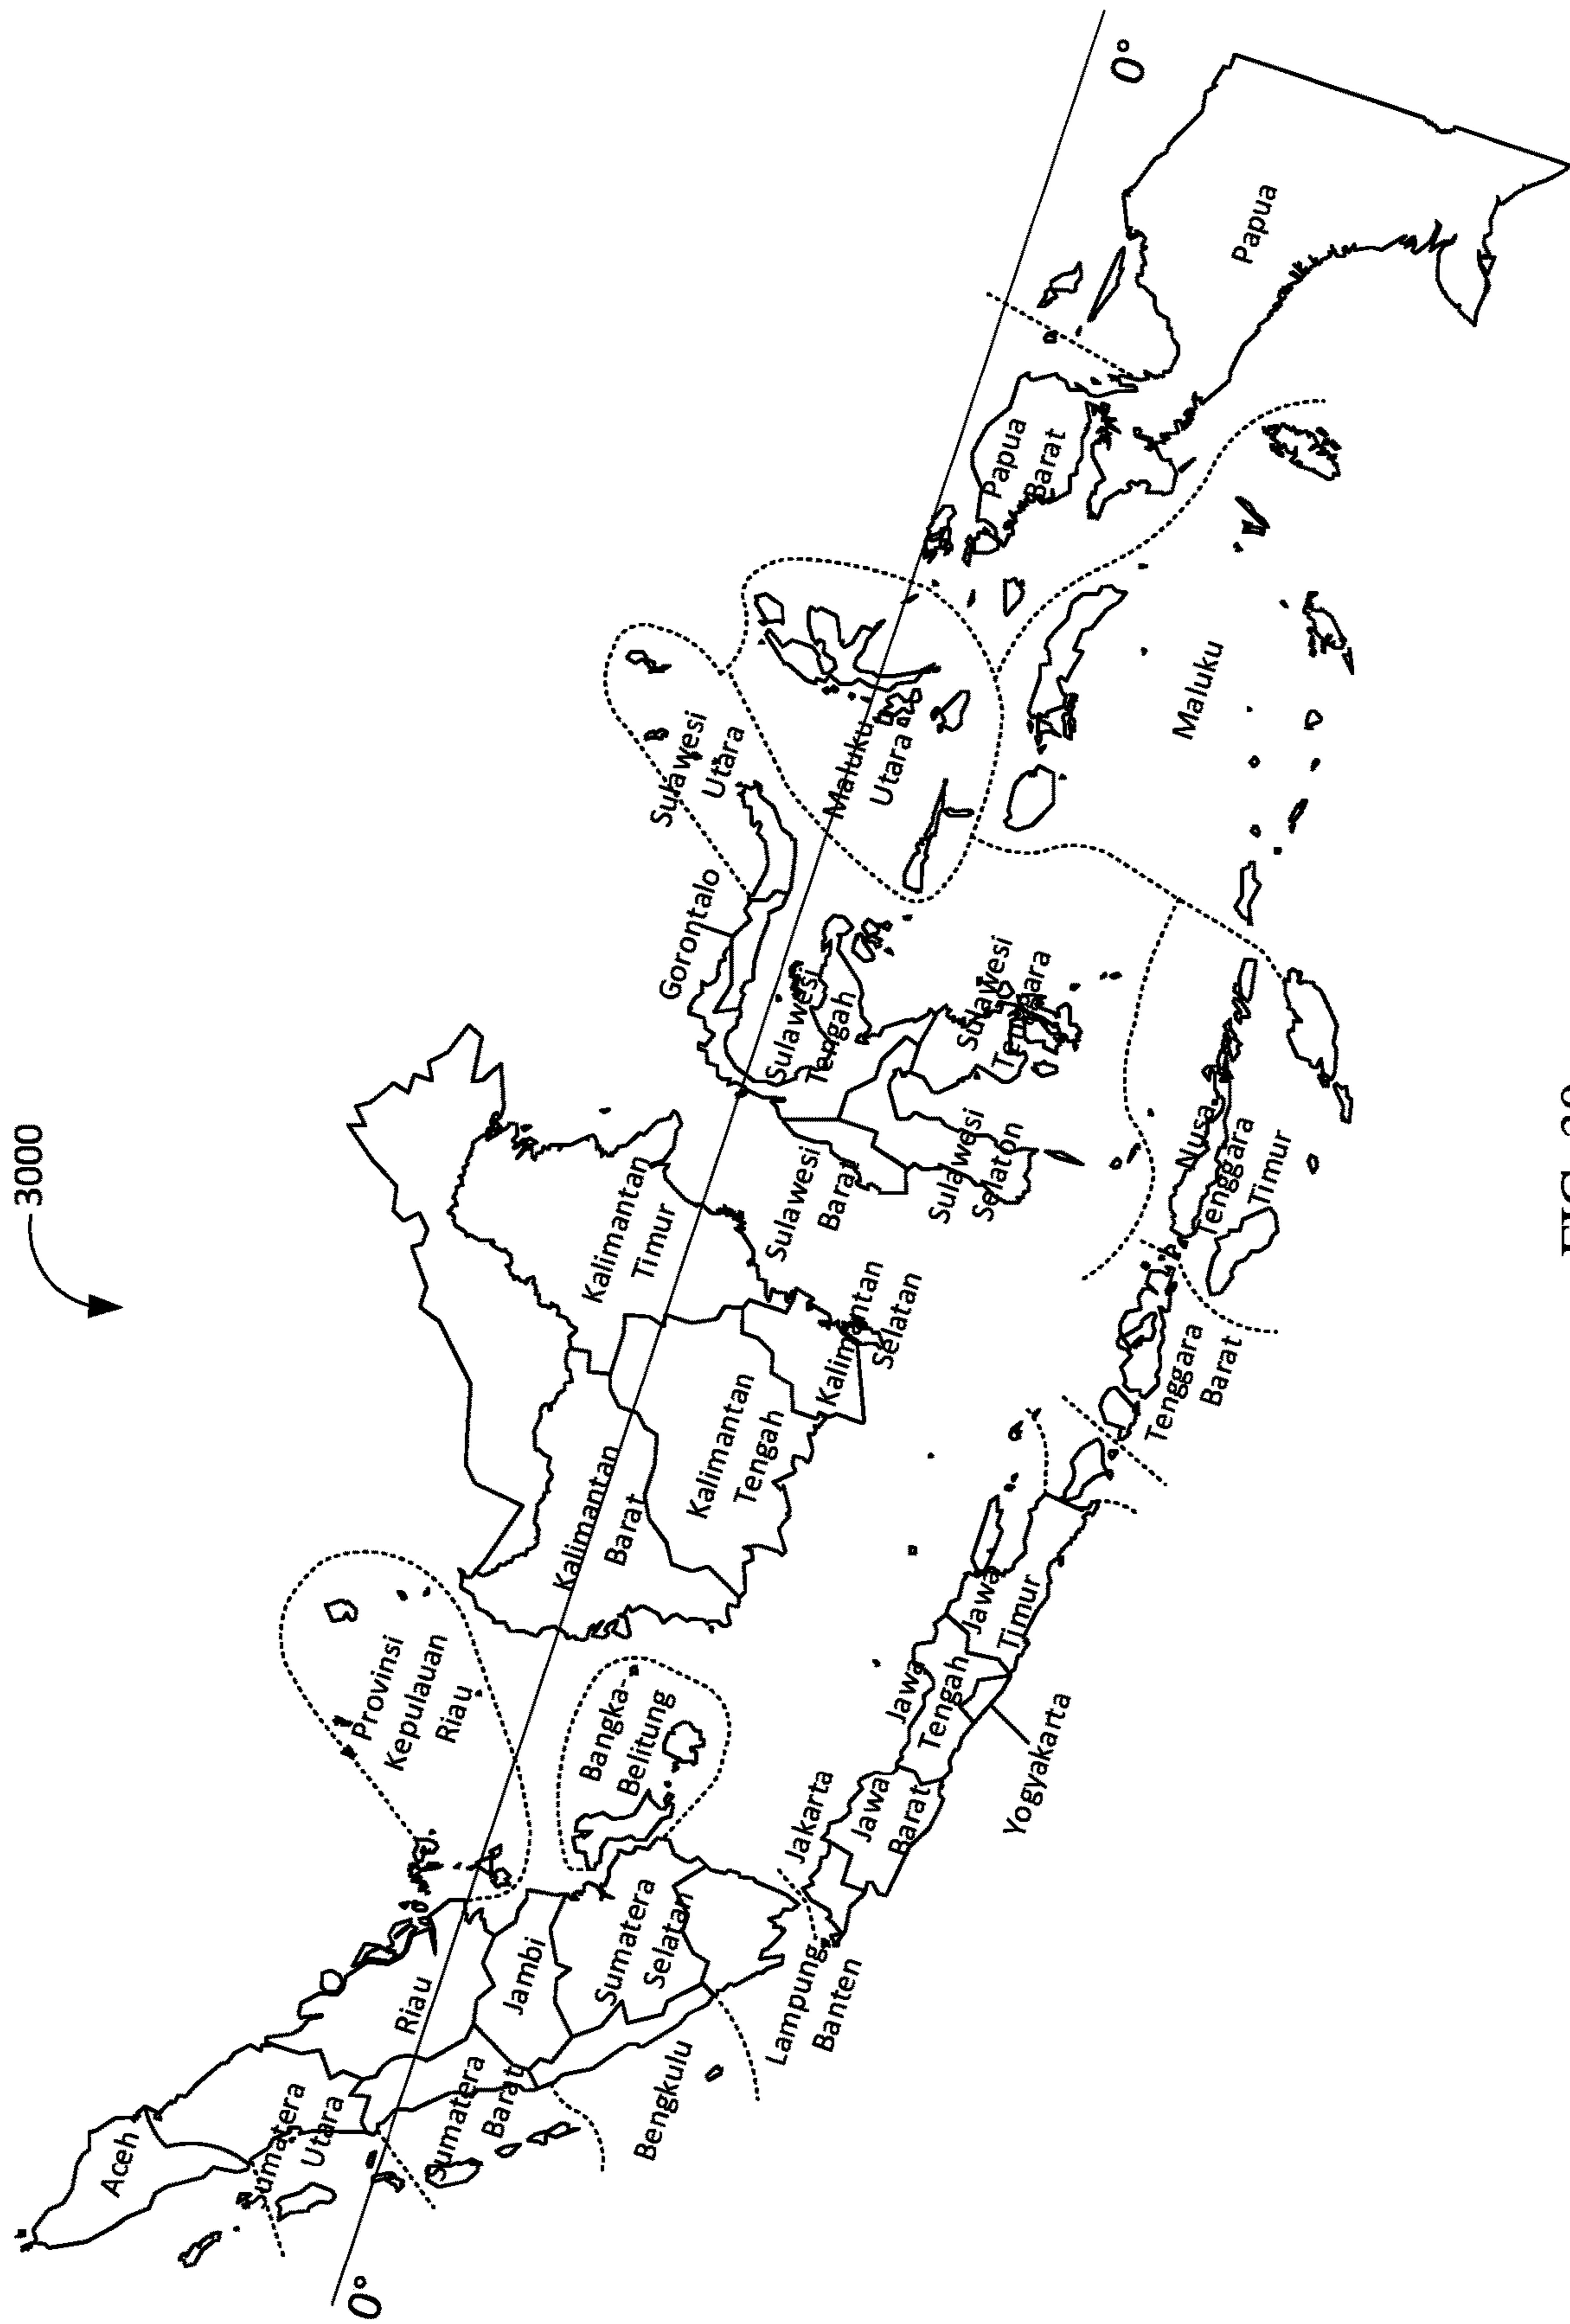 3000
0°
Aceh
Sumatera
Utara
Riau
Sumatera
Barat
Jambi
Sumatera
Selatan
Bengkulu
Lampung
Banten
Provinsi
Kepulauan
Riau
Bangka-
Belitung
Jakarta
Jawa
Barat
Jawa
Tengah
Yogyakarta
Jawa
Timur
Kalimantan
Barat
Kalimantan
Tengah
Kalimantan
Timur
Kalimantan
Selatan
Tenggara
Barat
Nusa
Tenggara
Timur
Sulawesi
Barat
Sulawesi
Selaton
Sulawesi
Tengah
Sulawesi
Tenggara
Gorontalo
Sulawesi
Utara
Maluku
Utara
Maluku
Papua
Barat
Papua
0°
FIG. 30